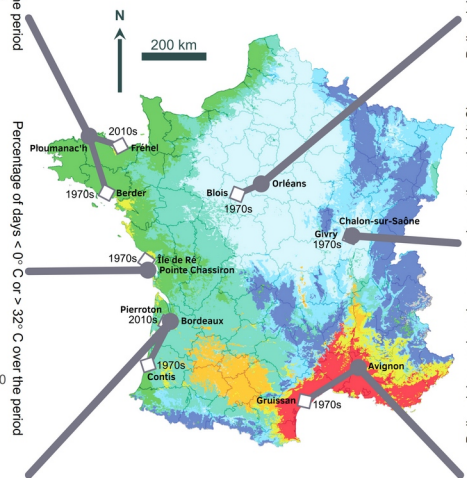 he period
N
200 km
Percentage of days < 0° C or > 32° C over the period
2010s
Ploumanac'h
Fréhel
1970s
Berder
Blois
Orléans
1970s
Chalon-sur-Saône
Givry
1970s
1970s
Île de Ré
Pointe Chassiron
Pierroton
2010s
Bordeaux
1970s
Contis
Avignon
Gruissan
1970s
0